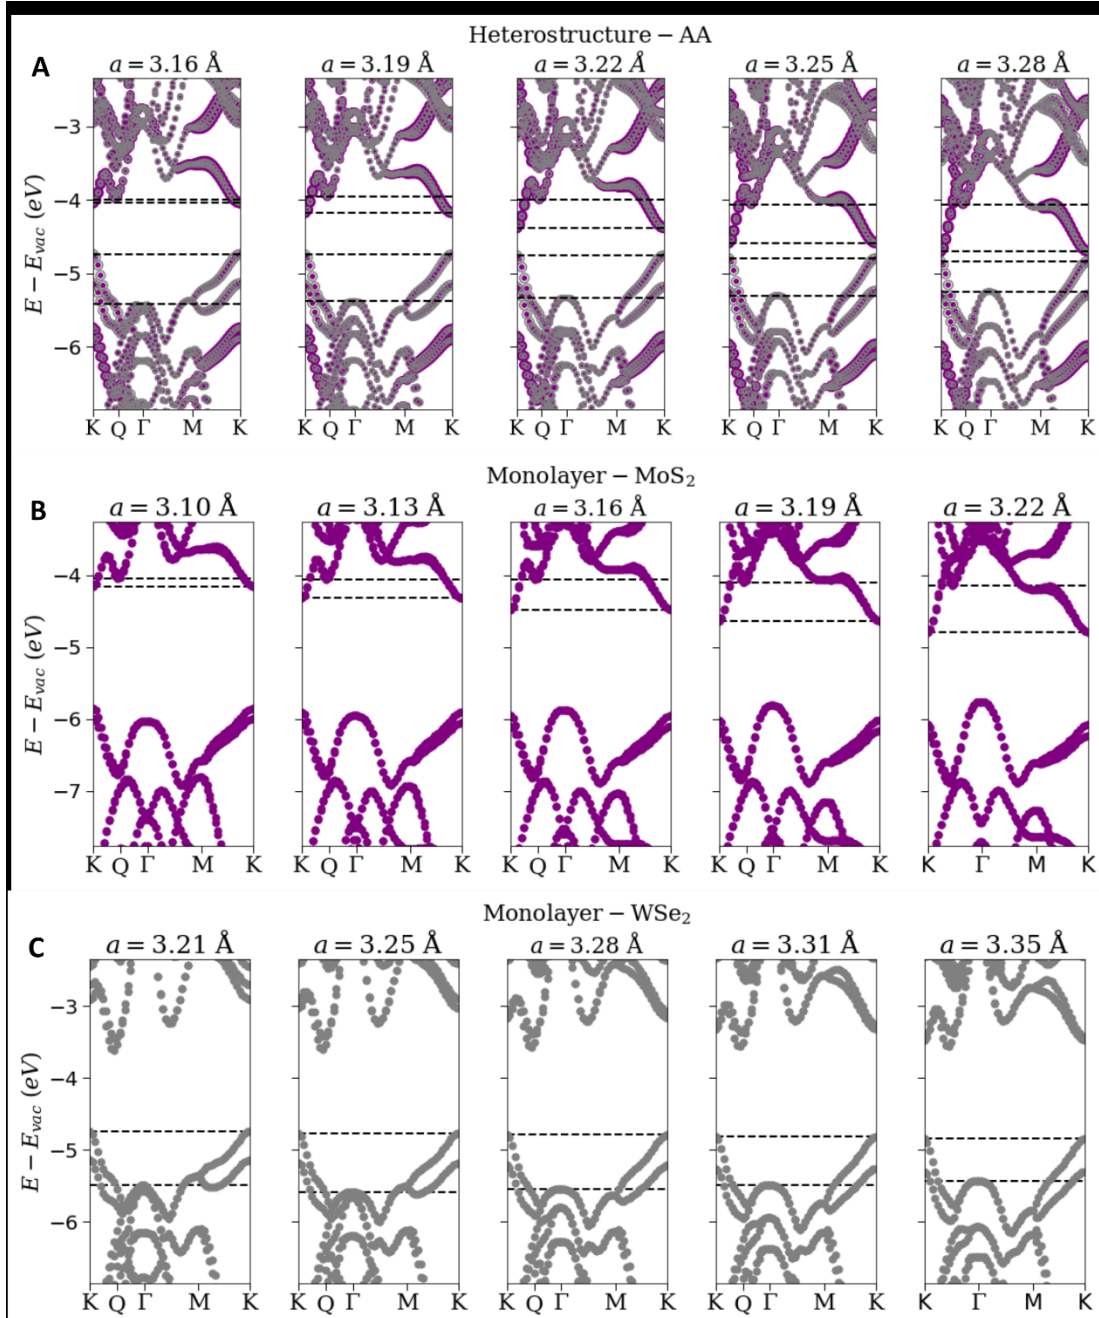 Heterostructure − AA
A
a = 3.16 Å a = 3.19 Å a = 3.22 Å a = 3.25 Å a = 3.28 Å
E − E_vac (eV)
−3
−4
−5
−6
K Q Γ M K K Q Γ M K K Q Γ M K K Q Γ M K K Q Γ M K
Monolayer − MoS₂
B
a = 3.10 Å a = 3.13 Å a = 3.16 Å a = 3.19 Å a = 3.22 Å
E − E_vac (eV)
−4
−5
−6
−7
K Q Γ M K K Q Γ M K K Q Γ M K K Q Γ M K K Γ M K
Monolayer − WSe₂
C
a = 3.21 Å a = 3.25 Å a = 3.28 Å a = 3.31 Å a = 3.35 Å
E − E_vac (eV)
−3
−4
−5
−6
K Q Γ M K K Q Γ M K K Q Γ M K K Q Γ M K K Γ M K